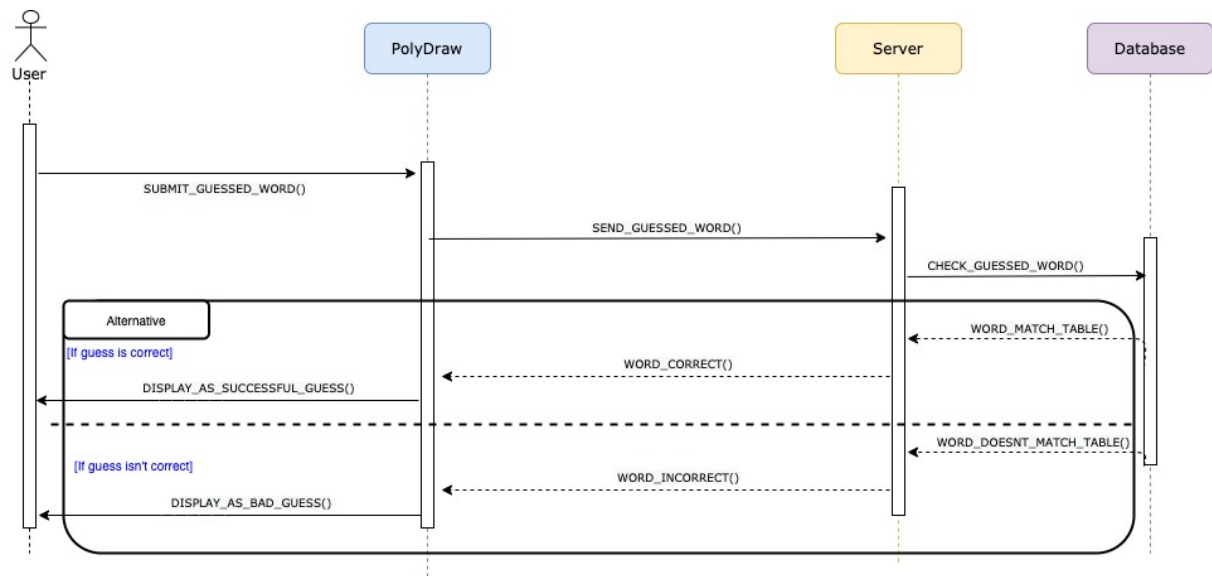 User
PolyDraw
Server
Database
SUBMIT_GUESSED_WORD()
SEND_GUESSED_WORD()
CHECK_GUESSED_WORD()
Alternative
WORD_MATCH_TABLE()
[If guess is correct]
WORD_CORRECT()
DISPLAY_AS_SUCCESSFUL_GUESS()
WORD_DOESNT_MATCH_TABLE()
[If guess isn't correct]
WORD_INCORRECT()
DISPLAY_AS_BAD_GUESS()